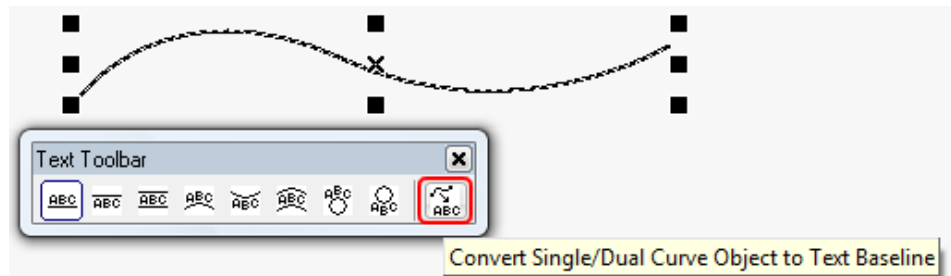 Text Toolbar
ABC ABC ABC ABC ABC ABC ABC ABC ABC
Convert Single/Dual Curve Object to Text Baseline